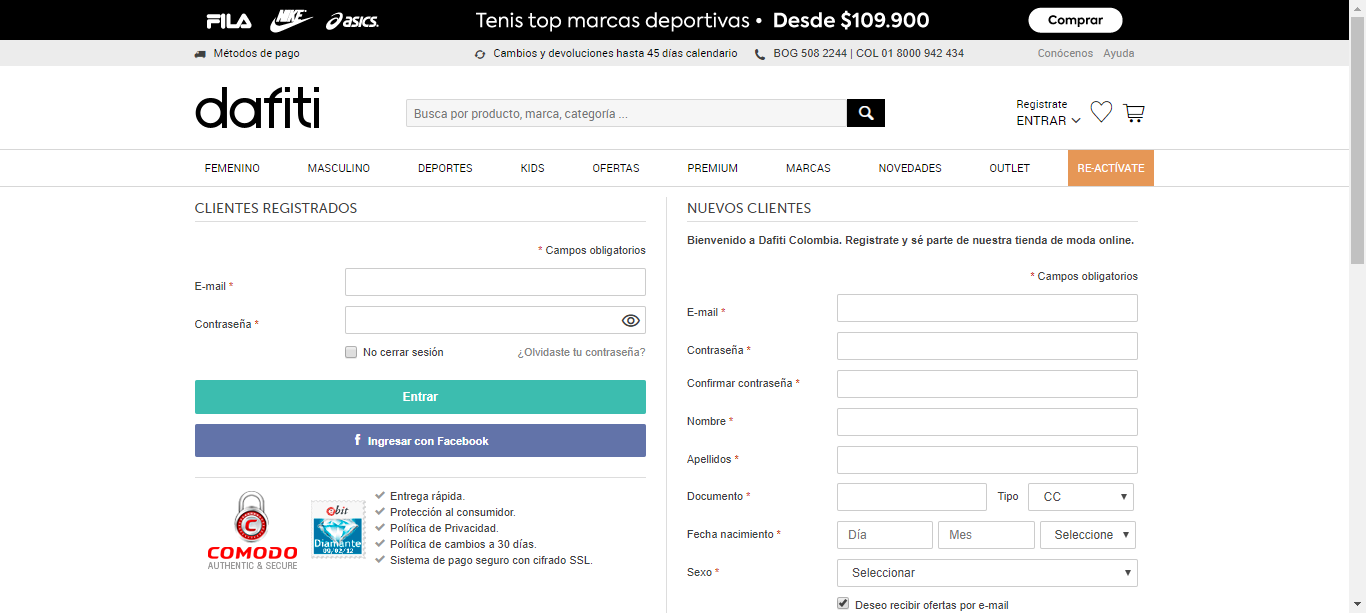 FILA NIKE asics. Tenis top marcas deportivas • Desde $109.900 Comprar
Métodos de pago Cambios y devoluciones hasta 45 días calendario BOG 508 2244 | COL 01 8000 942 434 Conócenos Ayuda
dafiti
Busca por producto, marca, categoría ...
Registrate
ENTRAR
FEMENINO MASCULINO DEPORTES KIDS OFERTAS PREMIUM MARCAS NOVEDADES OUTLET RE-ACTÍVATE
CLIENTES REGISTRADOS
* Campos obligatorios
E-mail *
Contraseña *
No cerrar sesión ¿Olvidaste tu contraseña?
Entrar
f Ingresar con Facebook
C
COMODO
AUTHENTIC & SECURE
ebit
Diamante
09/02/12
Entrega rápida.
Protección al consumidor.
Política de Privacidad.
Política de cambios a 30 días.
Sistema de pago seguro con cifrado SSL.
NUEVOS CLIENTES
Bienvenido a Dafiti Colombia. Registrate y sé parte de nuestra tienda de moda online.
* Campos obligatorios
E-mail *
Contraseña *
Confirmar contraseña *
Nombre *
Apellidos *
Documento * Tipo CC
Fecha nacimiento * Día Mes Seleccione
Sexo * Seleccionar
Deseo recibir ofertas por e-mail